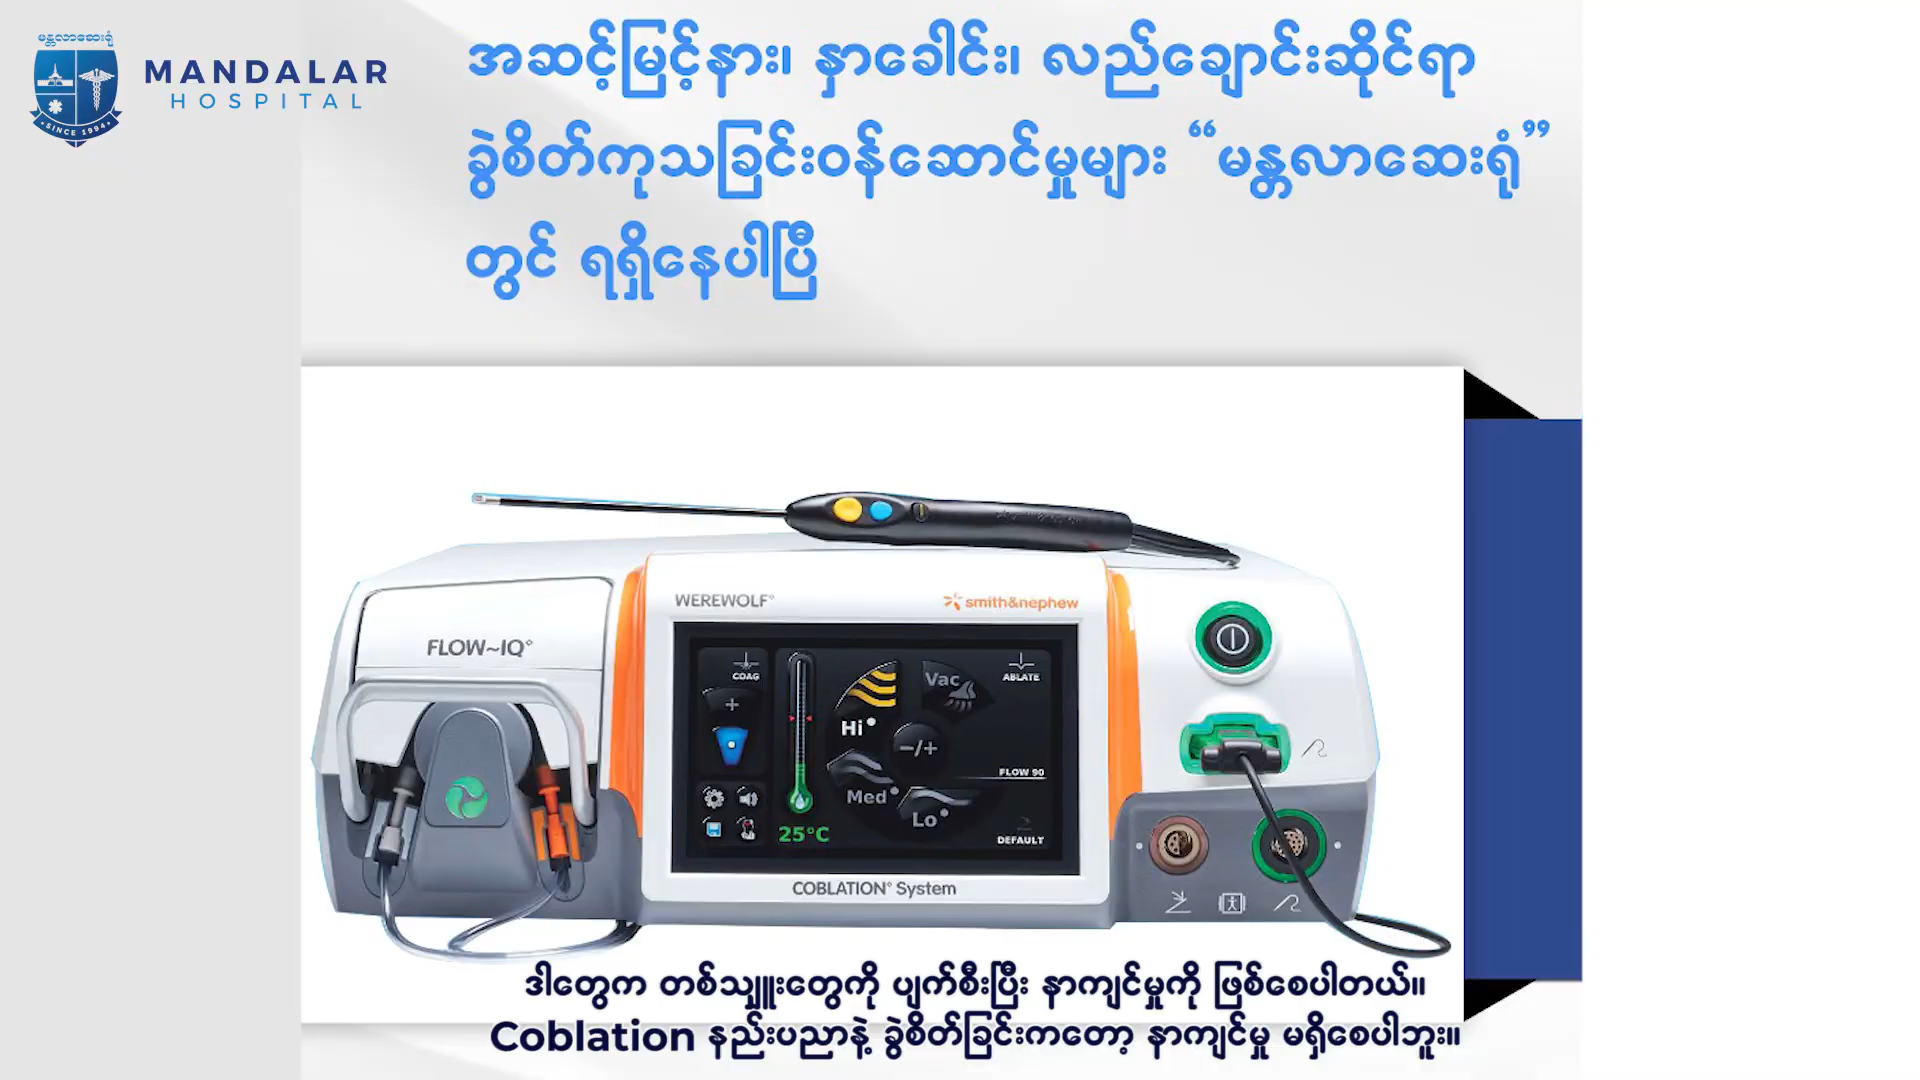 မန္တလာဆေးရုံ
MANDALAR
HOSPITAL
SINCE 1994
အဆင့်မြင့်နား၊ နှာခေါင်း၊ လည်ချောင်းဆိုင်ရာ
ခွဲစိတ်ကုသခြင်းဝန်ဆောင်မှုများ “မန္တလာဆေးရုံ”
တွင် ရရှိနေပါပြီ
WEREWOLF°
smith&nephew
FLOW~IQ°
COAG
Vac
ABLATE
+
Hi
−/+
FLOW 90
Med
Lo
25°C
DEFAULT
COBLATION° System
ဒါတွေက တစ်သျှူးတွေကို ပျက်စီးပြီး နာကျင်မှုကို ဖြစ်စေပါတယ်။
Coblation နည်းပညာနဲ့ ခွဲစိတ်ခြင်းကတော့ နာကျင်မှု မရှိစေပါဘူး။